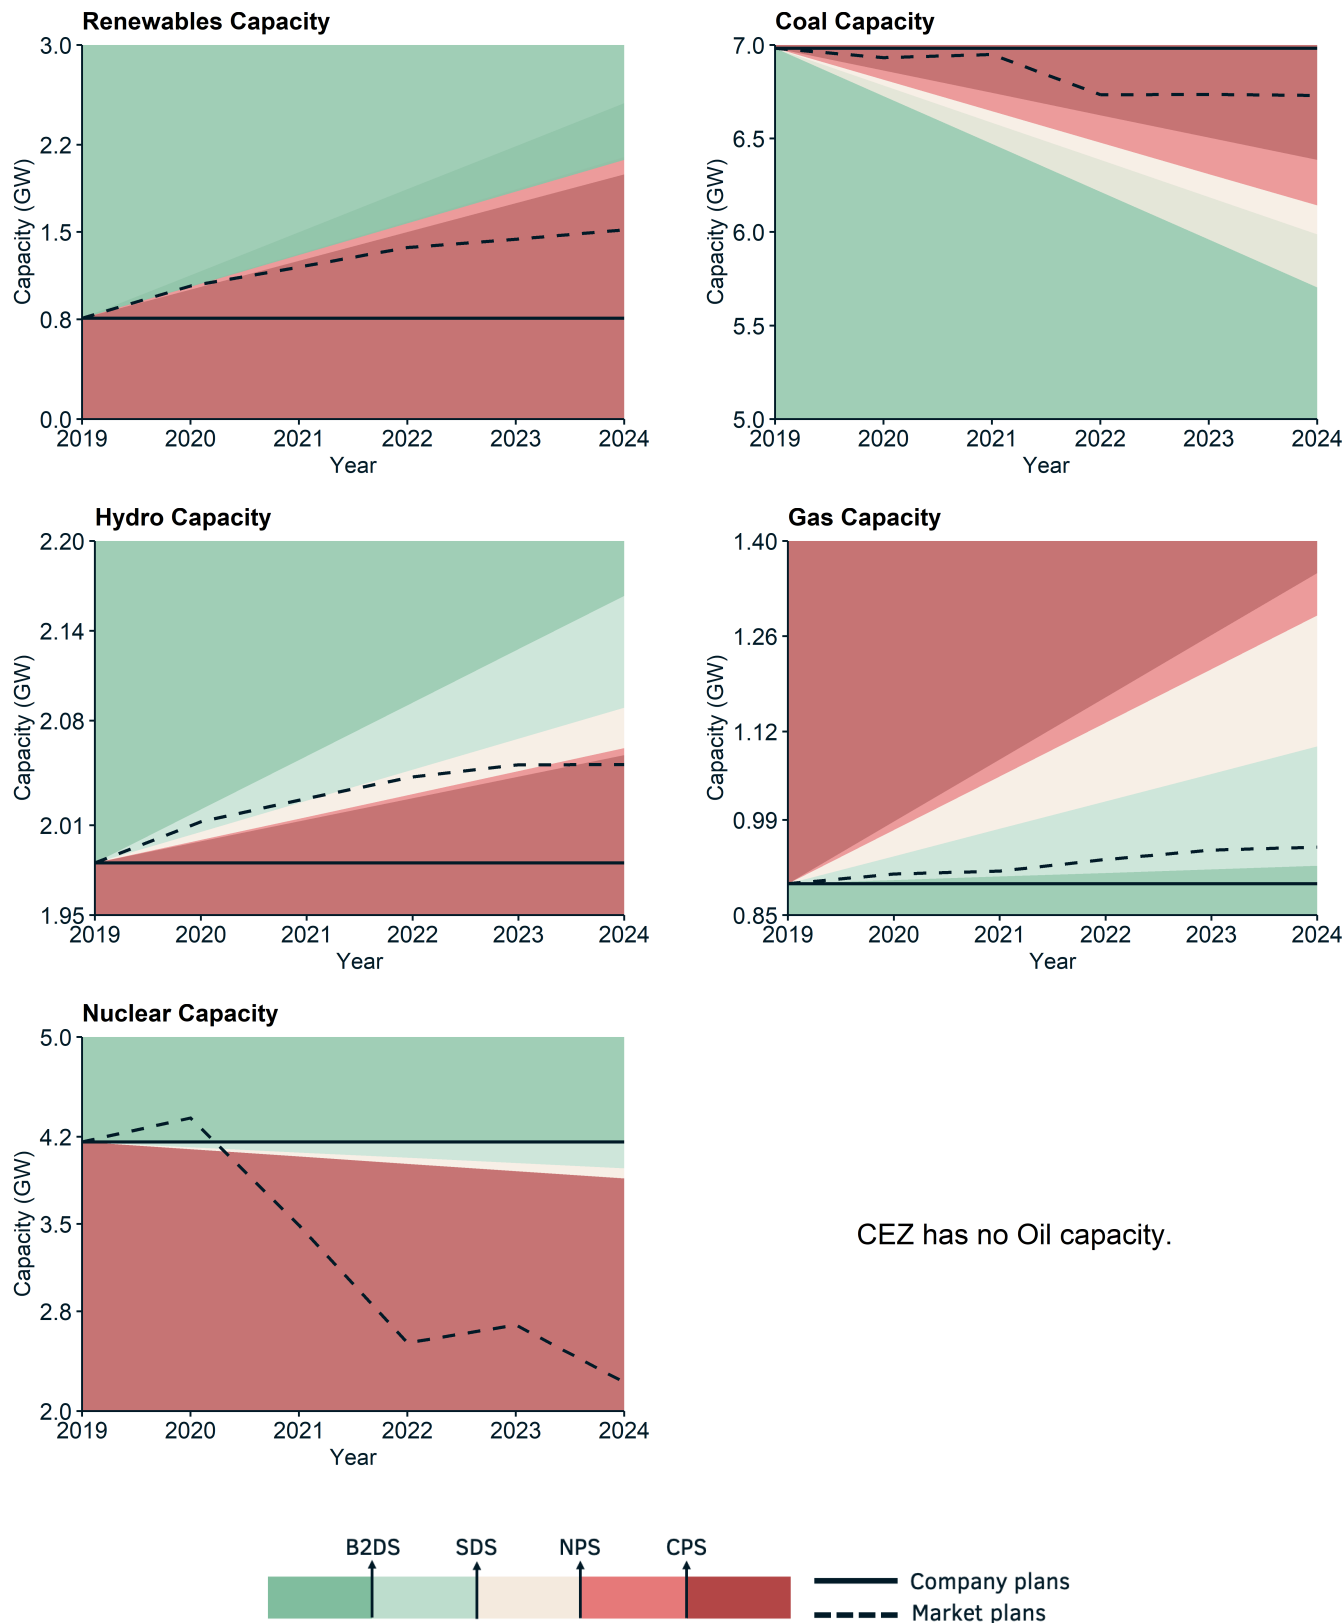 Renewables Capacity
Capacity (GW)
3.0
2.2
1.5
0.8
0.0
2019 2020 2021 2022 2023 2024
Year
Coal Capacity
Capacity (GW)
7.0
6.5
6.0
5.5
5.0
2019 2020 2021 2022 2023 2024
Year
Hydro Capacity
Capacity (GW)
2.20
2.14
2.08
2.01
1.95
2019 2020 2021 2022 2023 2024
Year
Gas Capacity
Capacity (GW)
1.40
1.26
1.12
0.99
0.85
2019 2020 2021 2022 2023 2024
Year
Nuclear Capacity
Capacity (GW)
5.0
4.2
3.5
2.8
2.0
2019 2020 2021 2022 2023 2024
Year
CEZ has no Oil capacity.
B2DS SDS NPS CPS
Company plans
Market plans